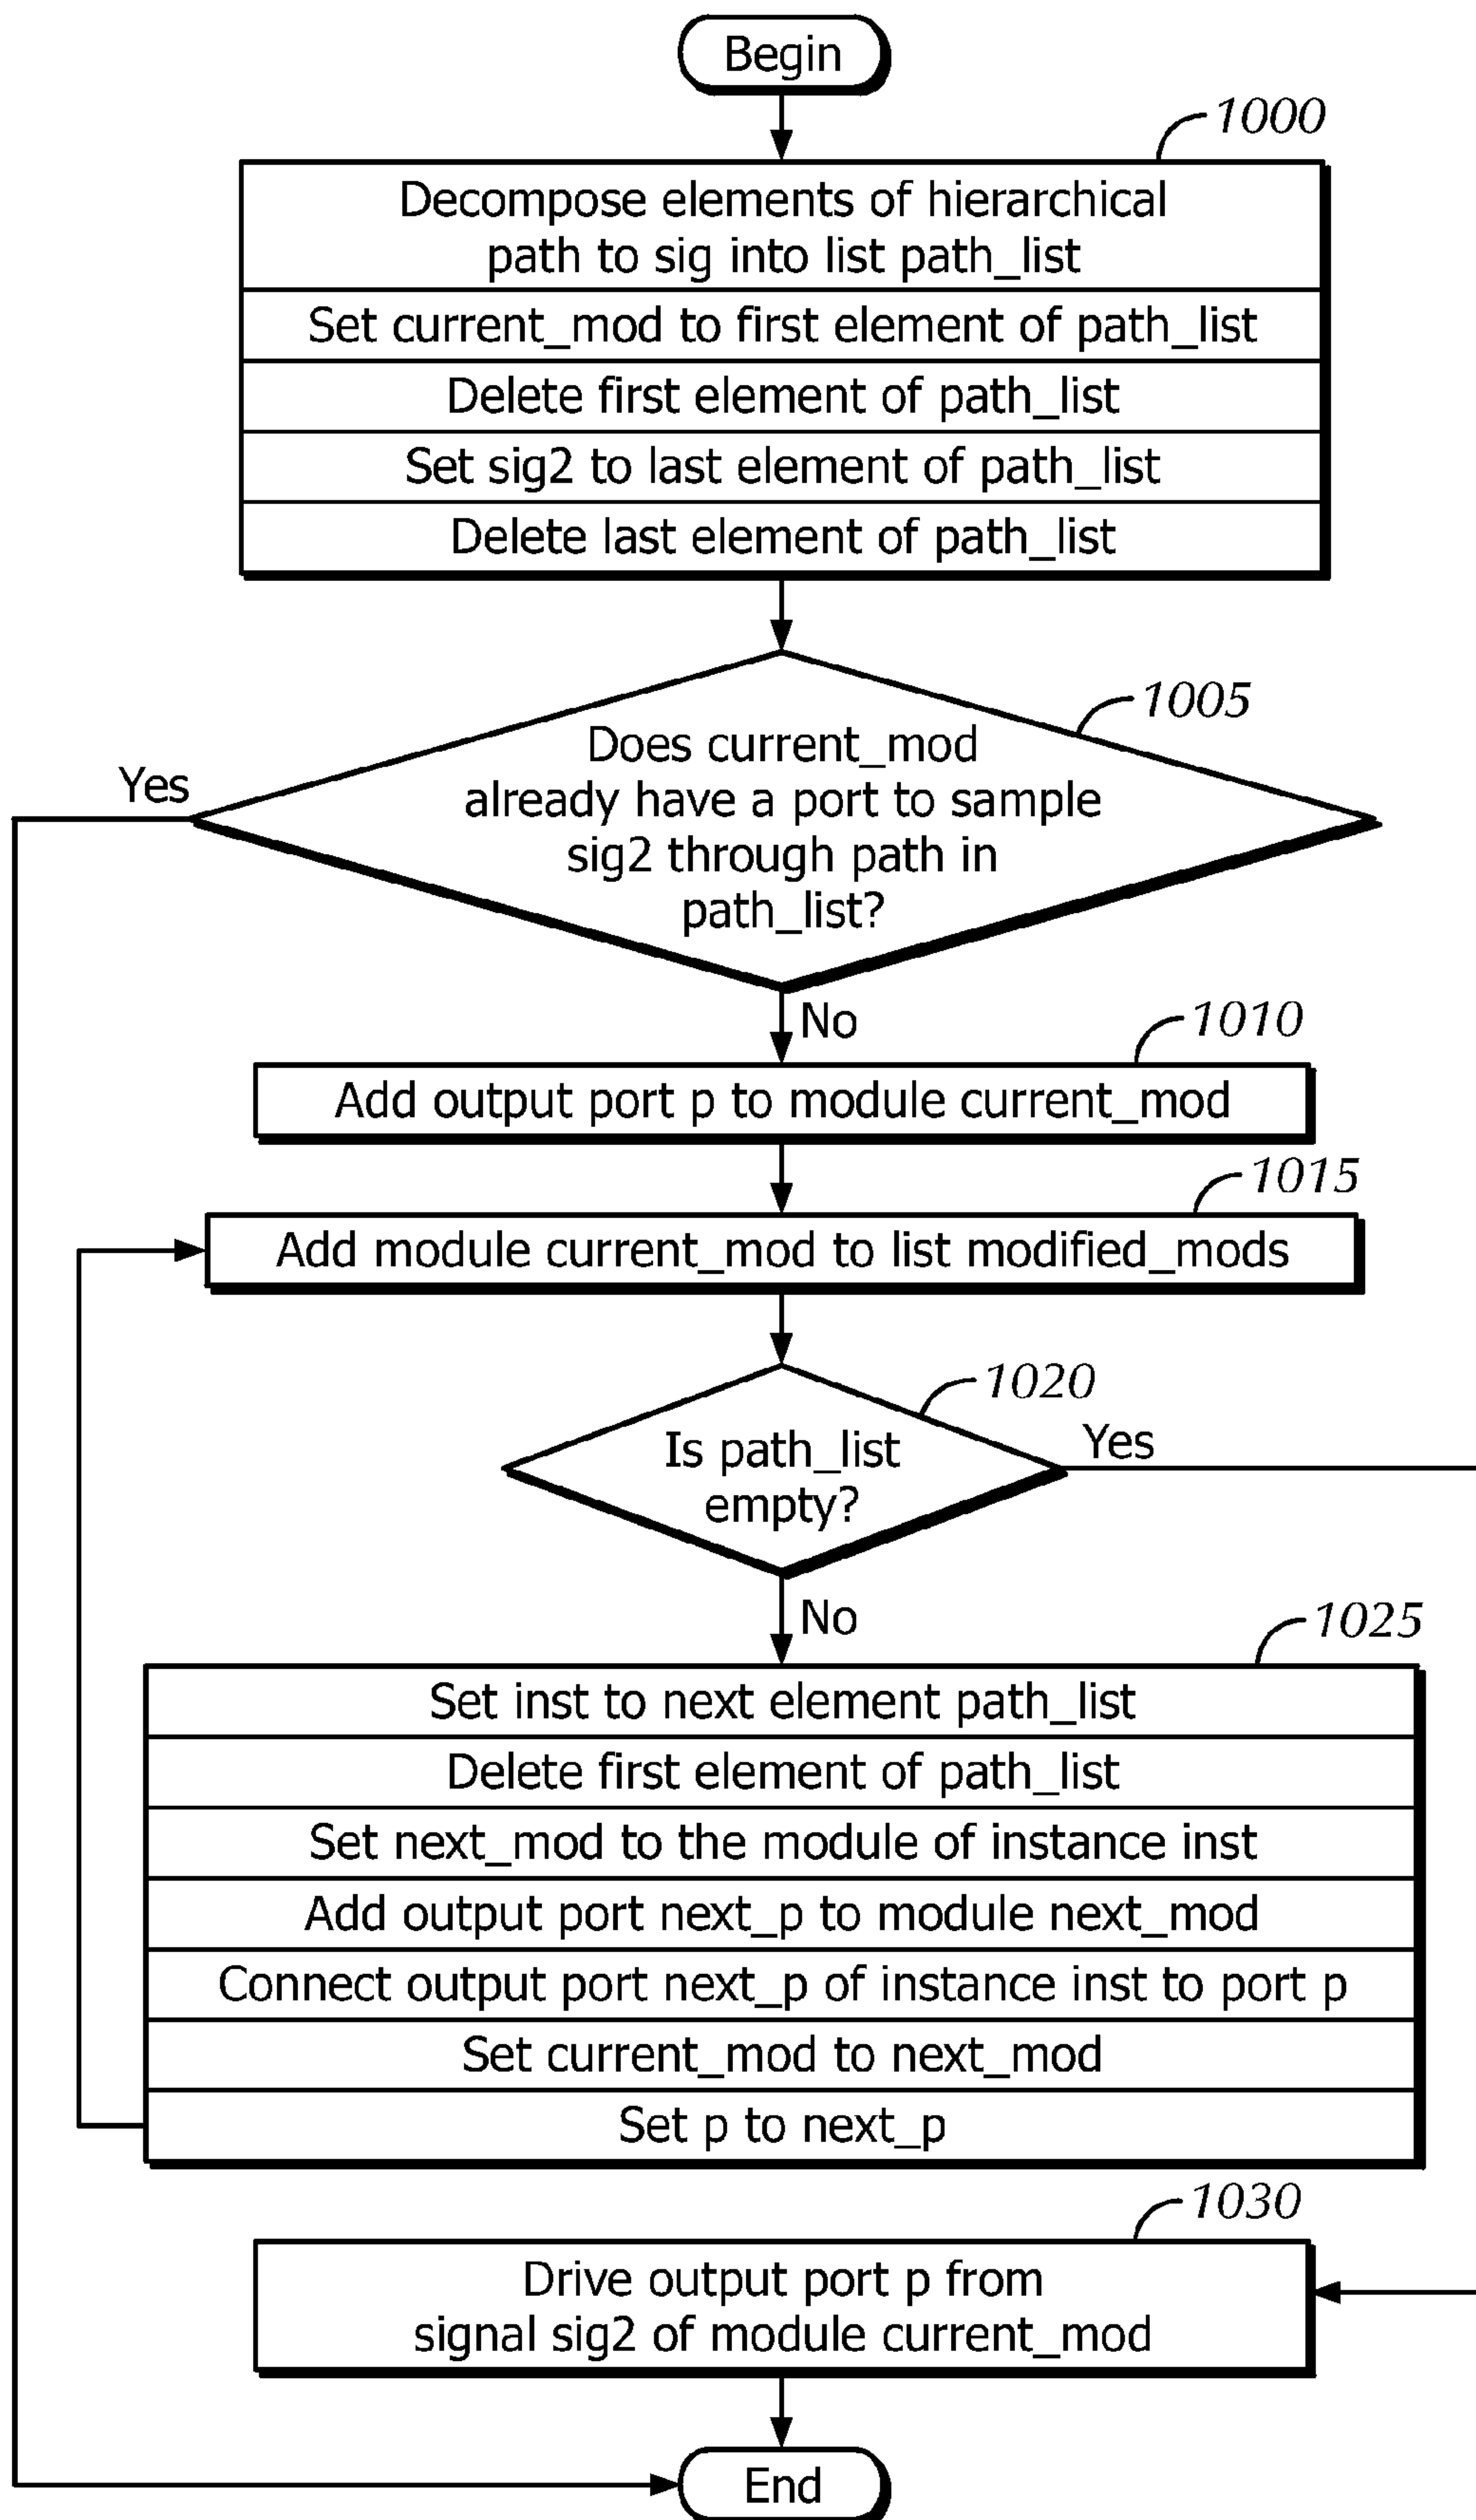 Begin
1000
Decompose elements of hierarchical
path to sig into list path_list
Set current_mod to first element of path_list
Delete first element of path_list
Set sig2 to last element of path_list
Delete last element of path_list
1005
Does current_mod
already have a port to sample
sig2 through path in
path_list?
Yes
No
1010
Add output port p to module current_mod
1015
Add module current_mod to list modified_mods
1020
Is path_list
empty?
Yes
No
1025
Set inst to next element path_list
Delete first element of path_list
Set next_mod to the module of instance inst
Add output port next_p to module next_mod
Connect output port next_p of instance inst to port p
Set current_mod to next_mod
Set p to next_p
1030
Drive output port p from
signal sig2 of module current_mod
End